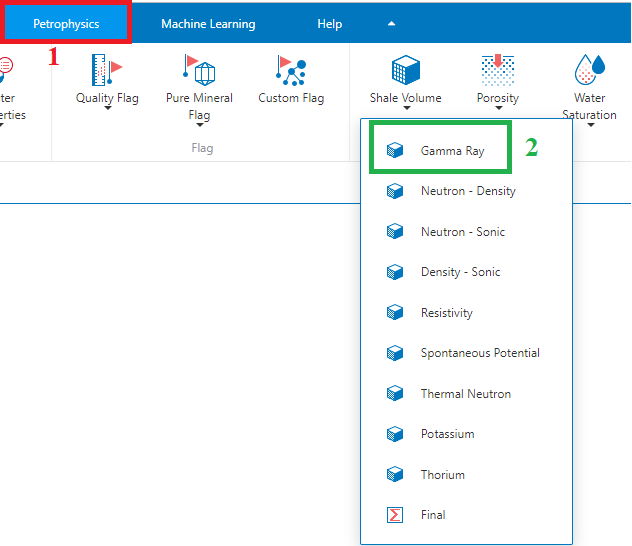 Petrophysics Machine Learning Help
1
ter
erties
Quality Flag
Pure Mineral
Flag
Custom Flag
Flag
Shale Volume
Porosity
Water
Saturation
Gamma Ray
2
Neutron - Density
Neutron - Sonic
Density - Sonic
Resistivity
Spontaneous Potential
Thermal Neutron
Potassium
Thorium
Final